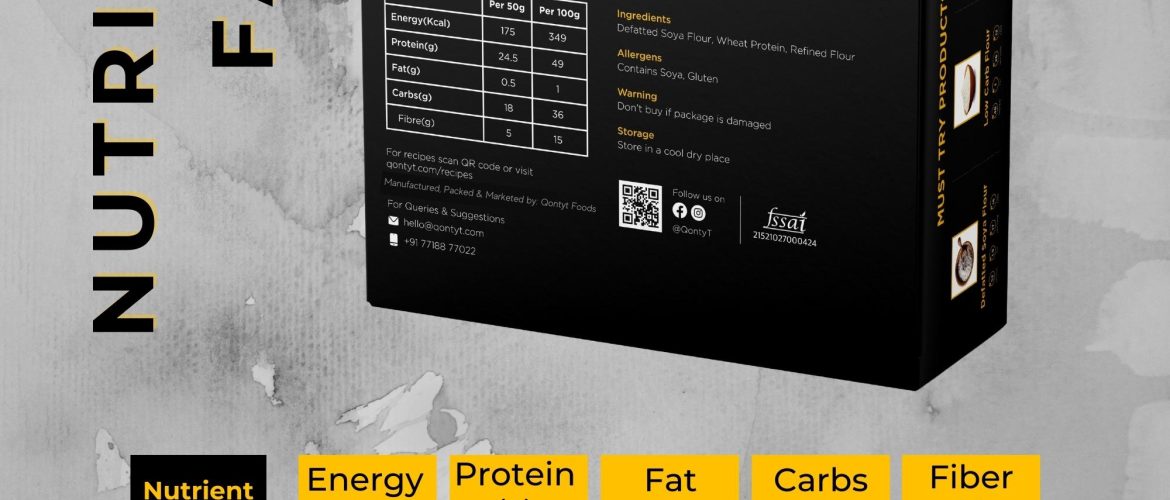 NUTRI
FA
Per 50g Per 100g
Energy(Kcal) 175 349
Protein(g) 24.5 49
Fat(g) 0.5 1
Carbs(g) 18 36
Fibre(g) 5 15
For recipes scan QR code or visit
qontyt.com/recipes
Manufactured, Packed & Marketed by: Qontyt Foods
For Queries & Suggestions
hello@qontyt.com
+91 77188 77022
Ingredients
Defatted Soya Flour, Wheat Protein, Refined Flour
Allergens
Contains Soya, Gluten
Warning
Don't buy if package is damaged
Storage
Store in a cool dry place
Follow us on
@QontyT
fssai
21521027000424
MUST TRY PRODUCT
Low Carb Flour
Defatted Soya Flour
Nutrient
Energy
Protein
Fat
Carbs
Fiber